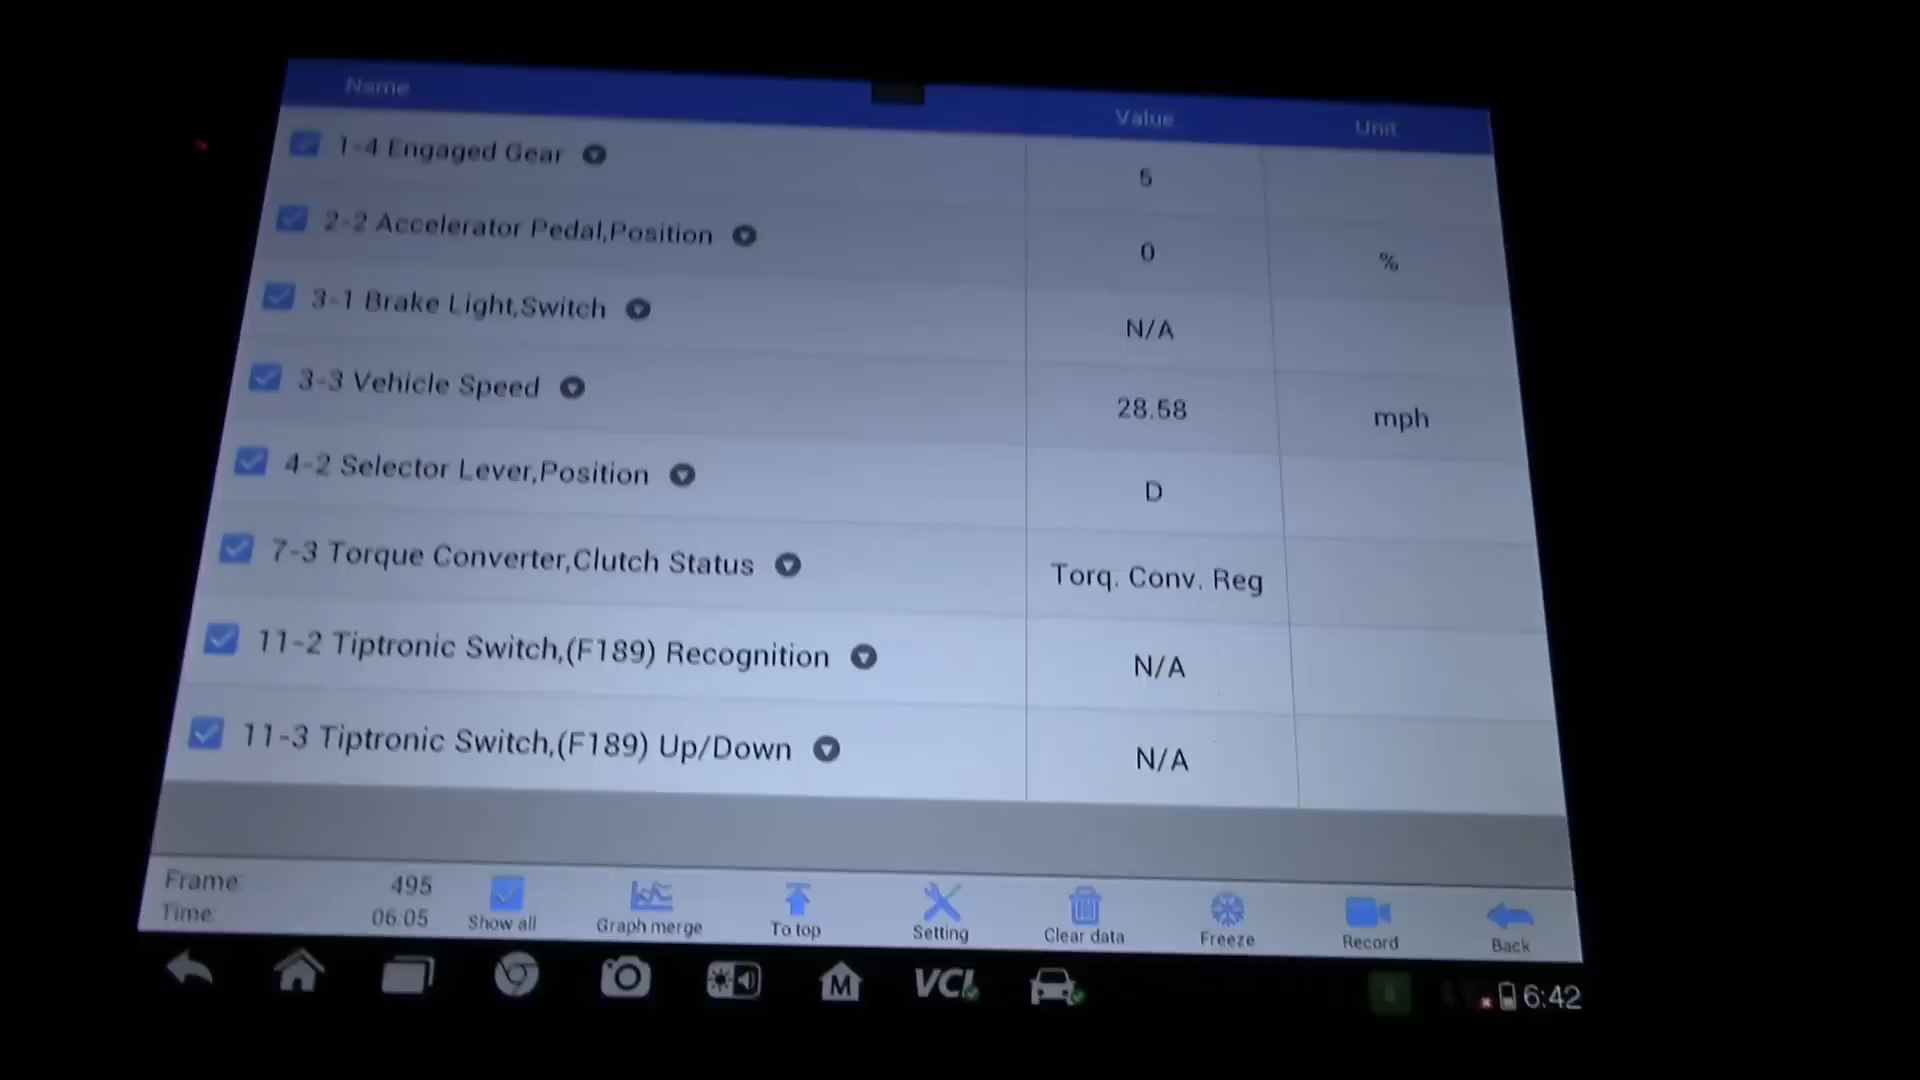 Name Value Unit
1-4 Engaged Gear 5
2-2 Accelerator Pedal,Position 0 %
3-1 Brake Light,Switch N/A
3-3 Vehicle Speed 28.58 mph
4-2 Selector Lever,Position D
7-3 Torque Converter,Clutch Status Torq. Conv. Reg
11-2 Tiptronic Switch,(F189) Recognition N/A
11-3 Tiptronic Switch,(F189) Up/Down N/A
Frame: 495
Time: 06:05
Show all
Graph merge
To top
Setting
Clear data
Freeze
Record
Back
M
VCI
6:42